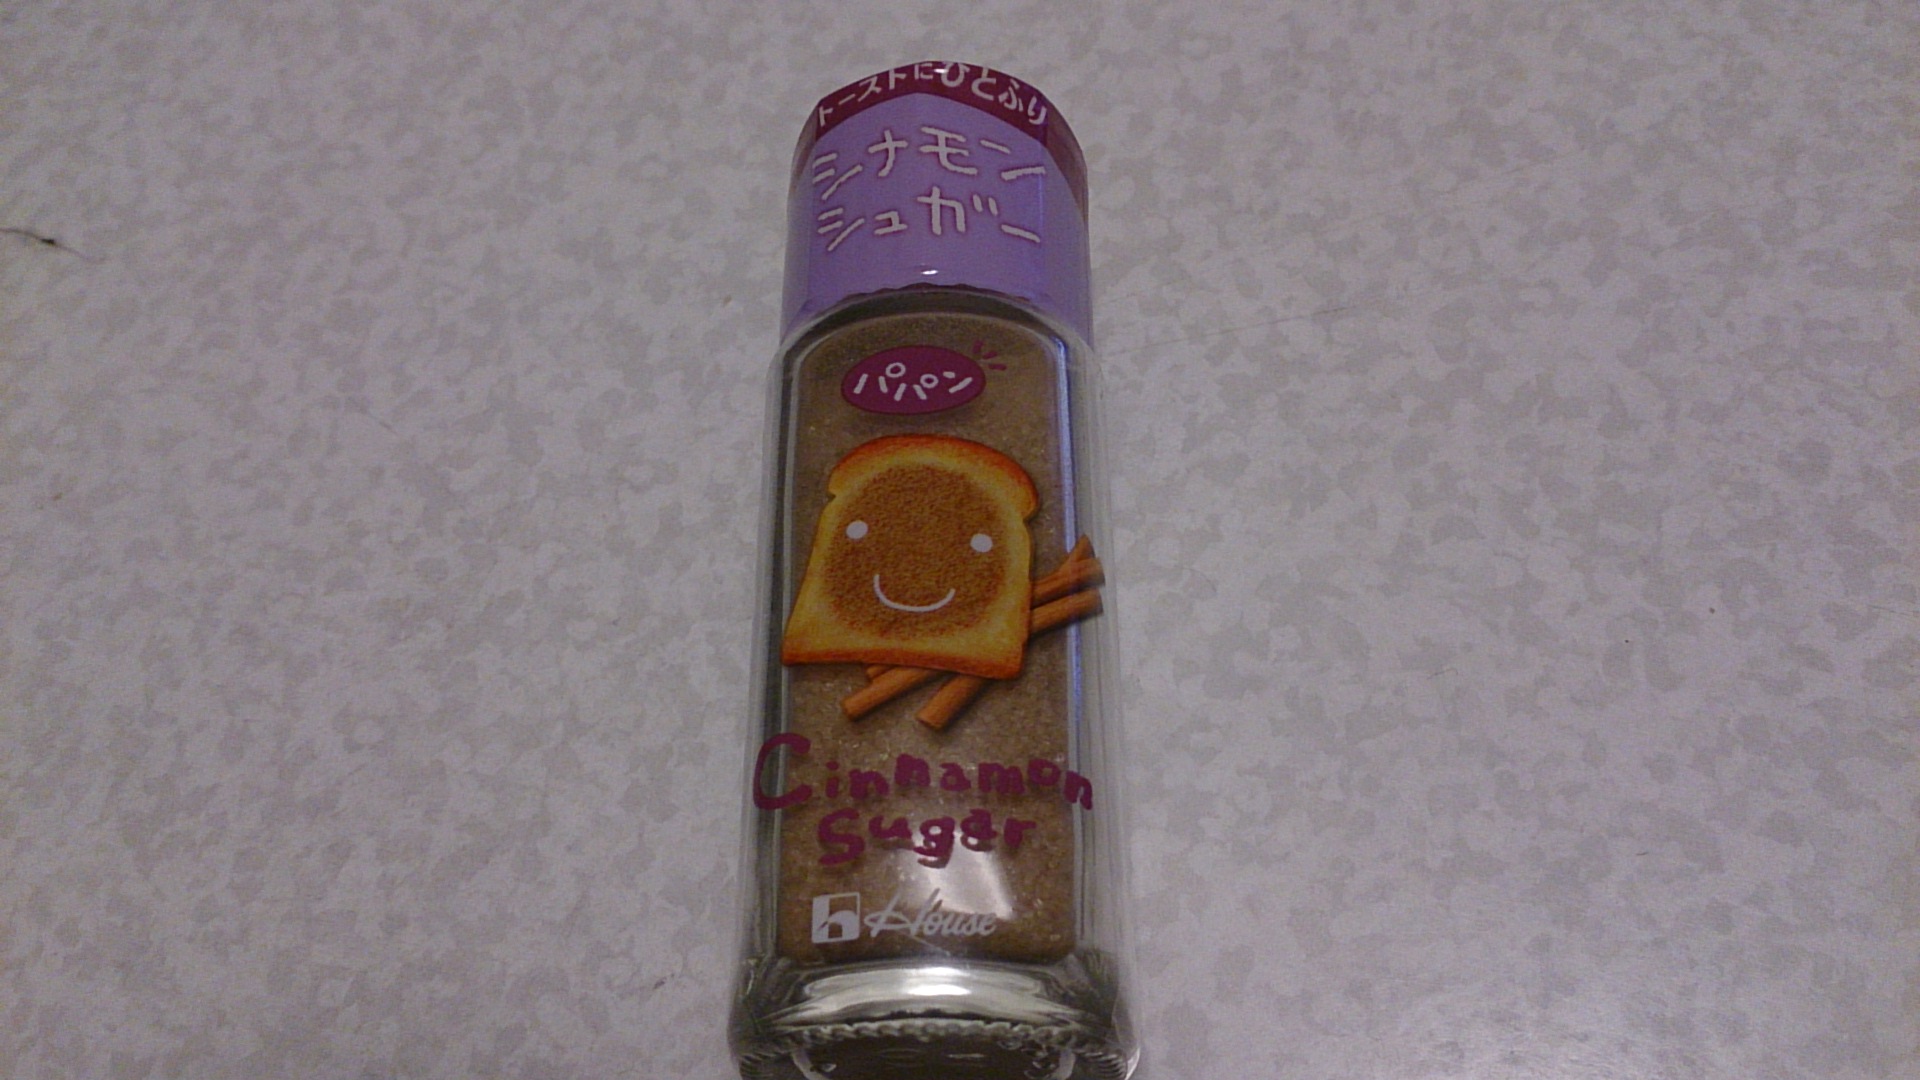 トーストにひとふり
シナモン
シュガー
パパン
Cinnamon
Sugar
House